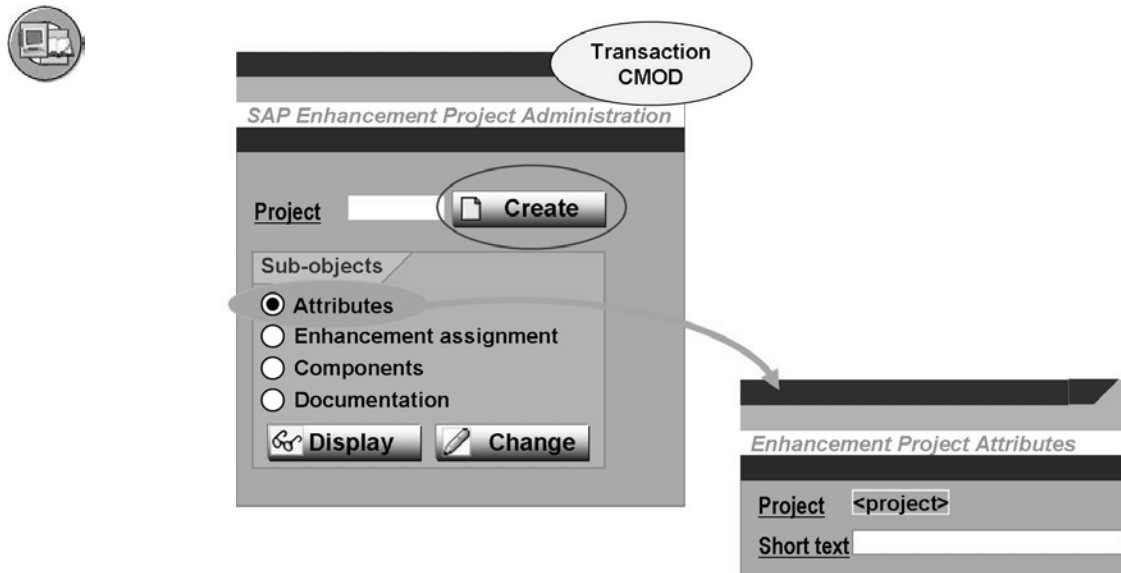 Transaction
CMOD
SAP Enhancement Project Administration
Project
Create
Sub-objects
Attributes
Enhancement assignment
Components
Documentation
Display
Change
Enhancement Project Attributes
Project <project>
Short text